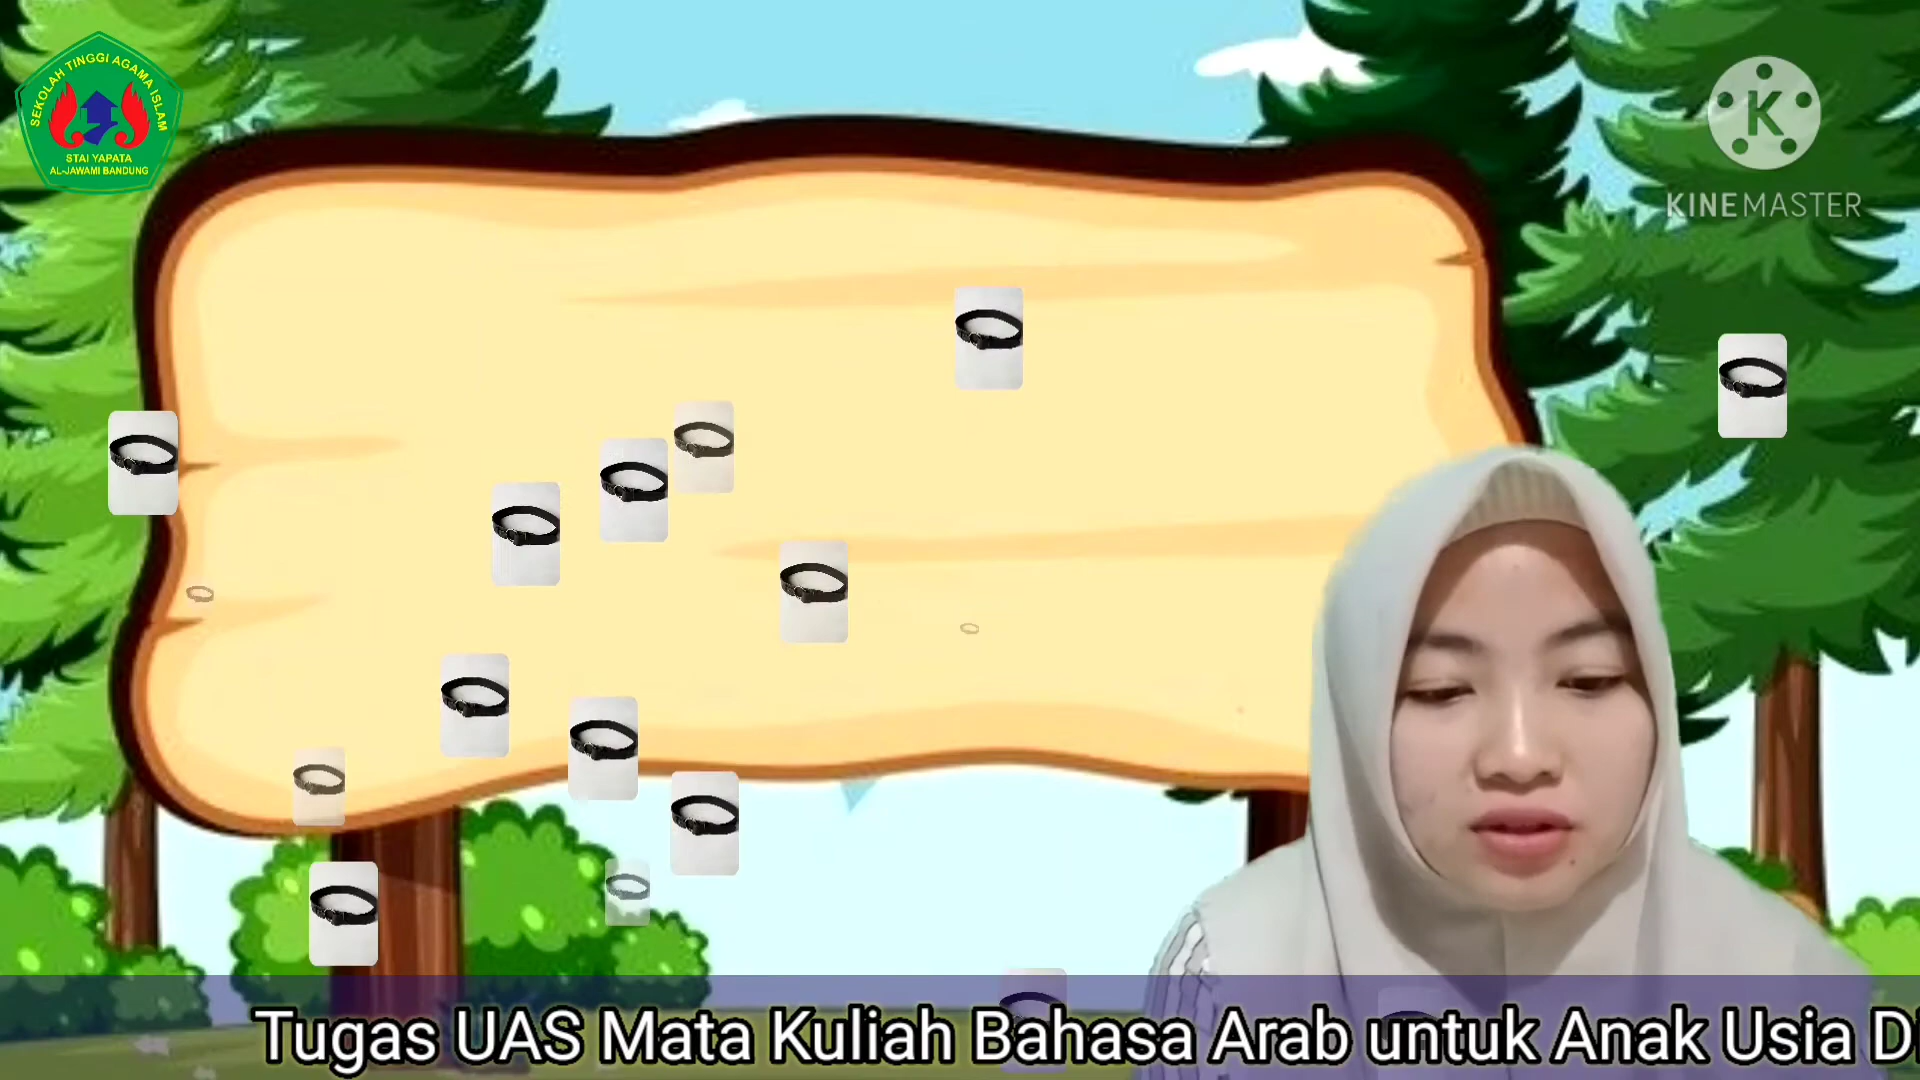 SEKOLAH TINGGI AGAMA ISLAM
STAI YAPATA
AL-JAWAMI BANDUNG
K
KINEMASTER
Tugas UAS Mata Kuliah Bahasa Arab untuk Anak Usia